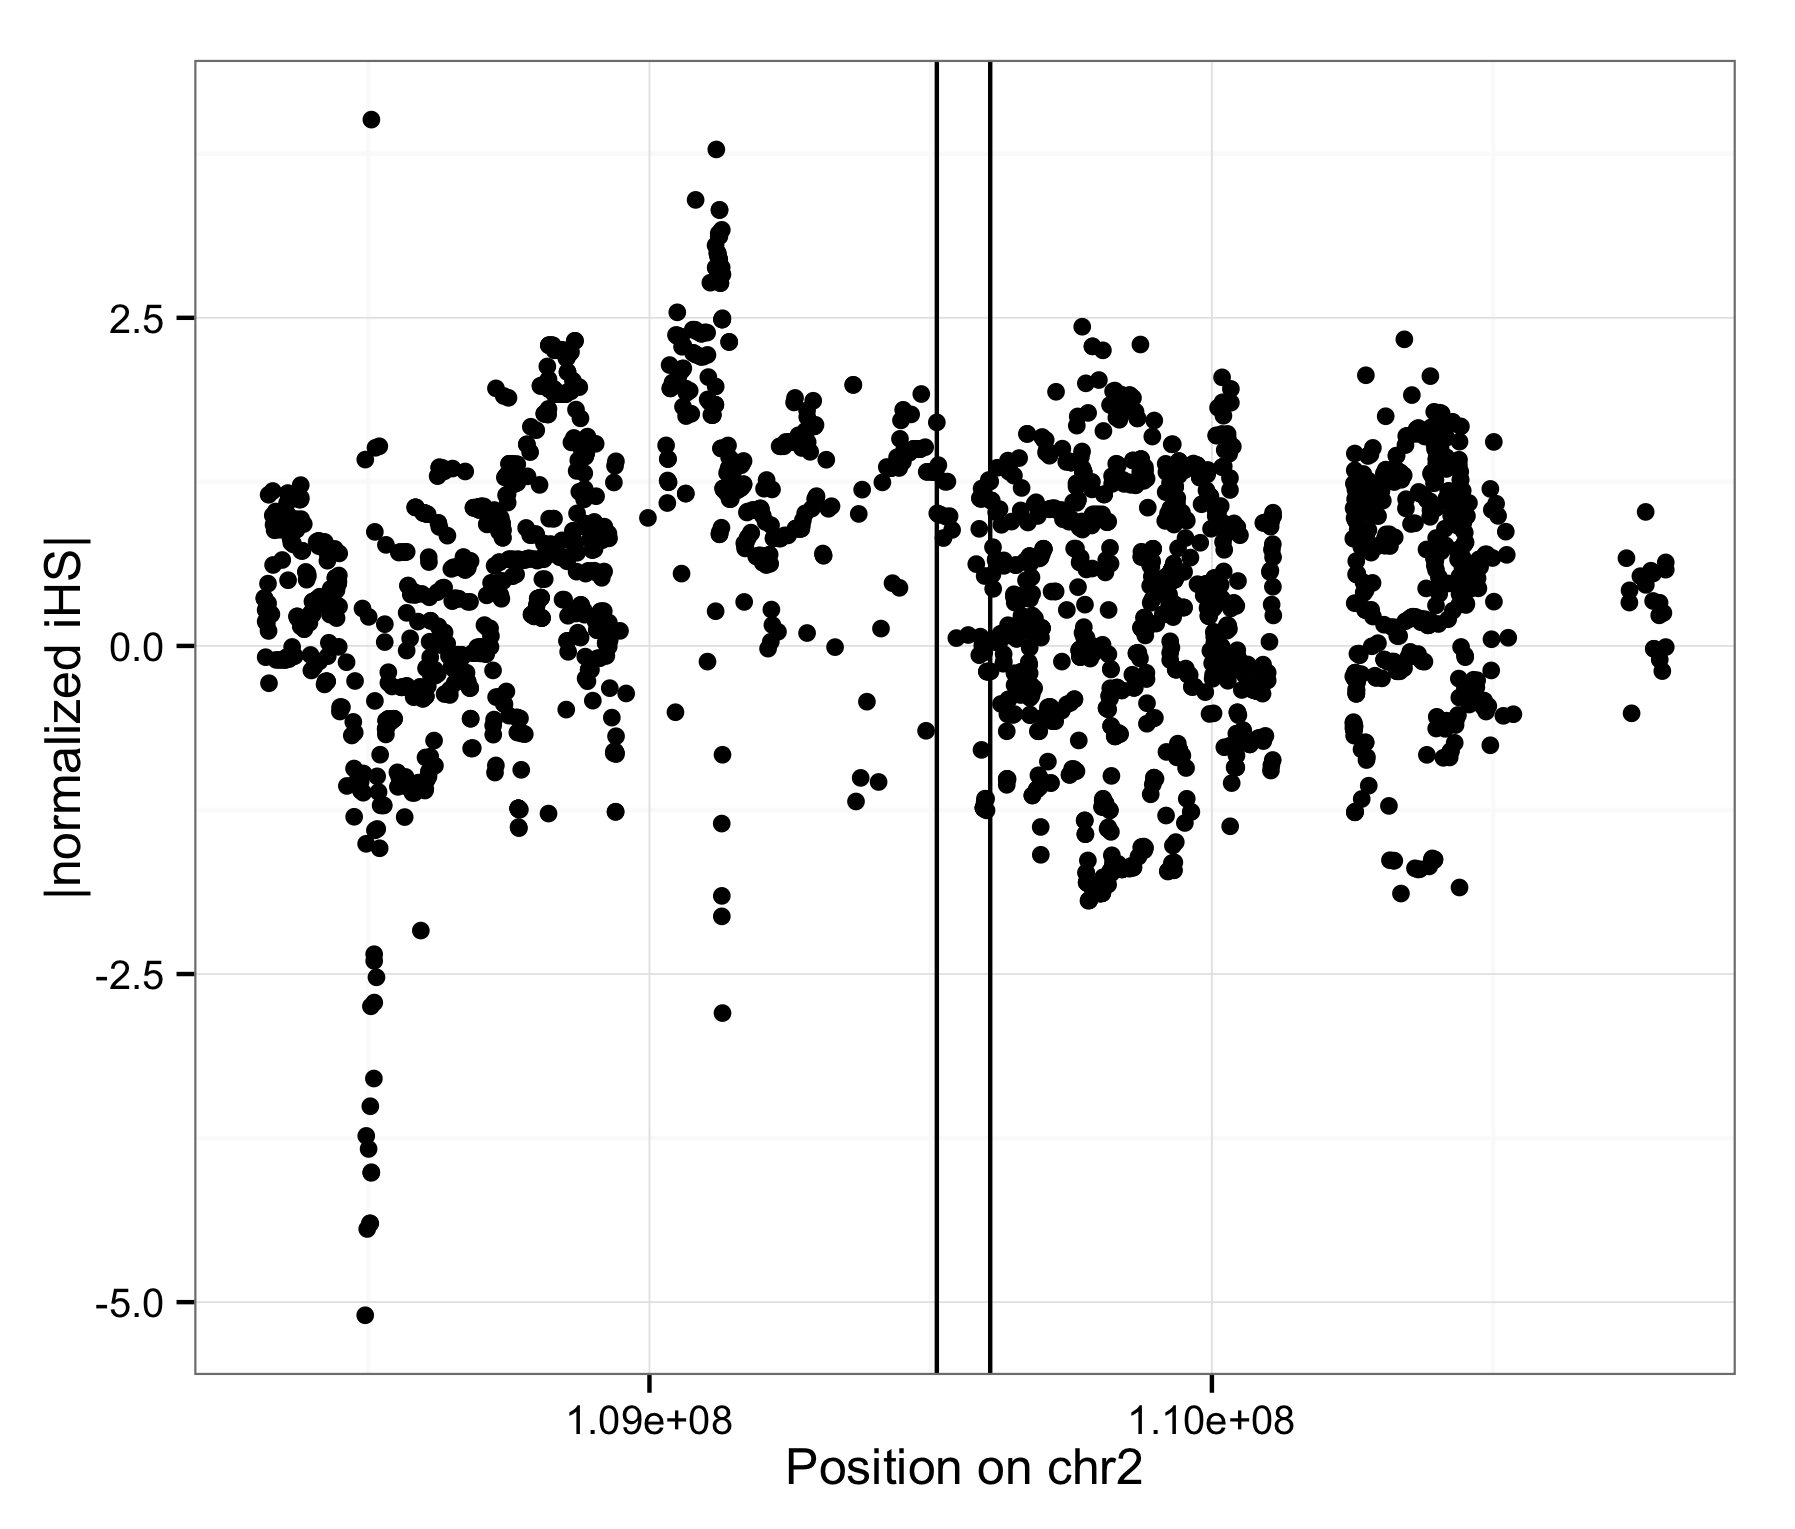 |normalized iHS|
2.5
0.0
-2.5
-5.0
1.09e+08 1.10e+08
Position on chr2